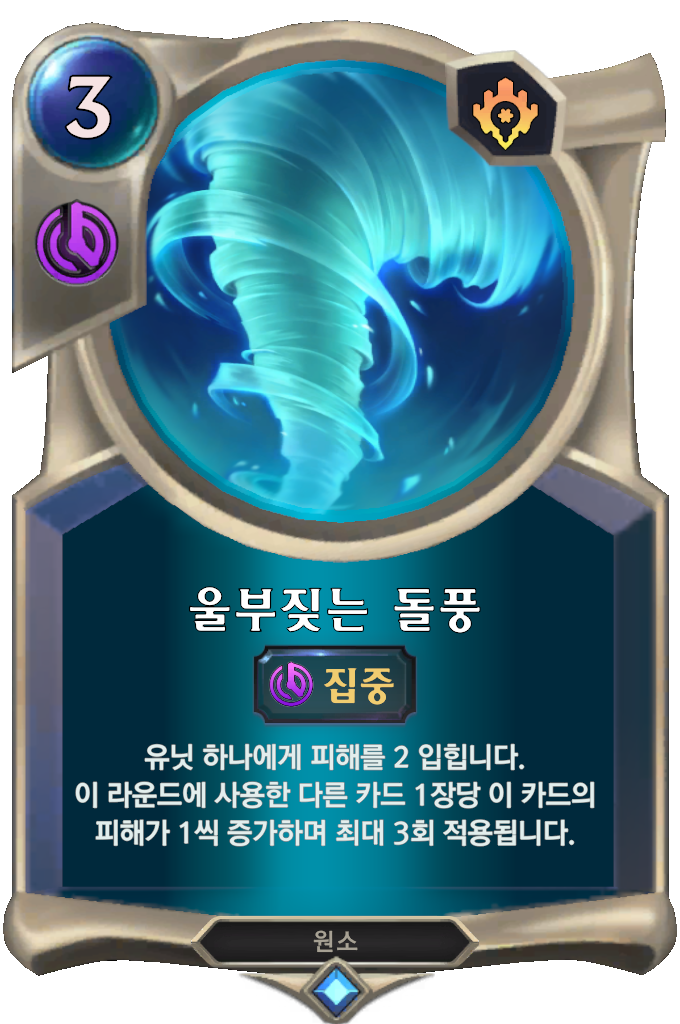 3
울부짖는 돌풍
집중
유닛 하나에게 피해를 2 입힙니다.
이 라운드에 사용한 다른 카드 1장당 이 카드의
피해가 1씩 증가하며 최대 3회 적용됩니다.
원소